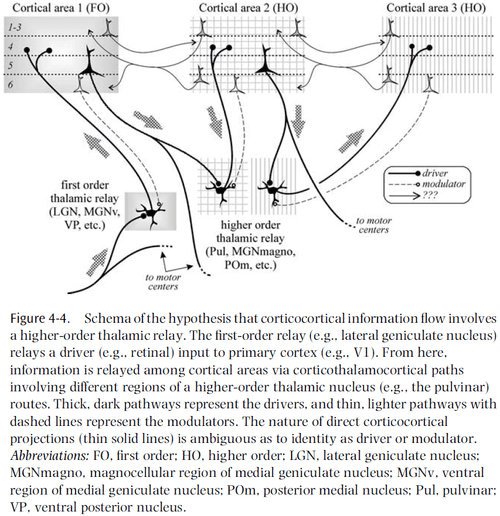 Cortical area 1 (FO)
Cortical area 2 (HO)
Cortical area 3 (HO)
1-3
4
5
6
first order
thalamic relay
(LGN, MGNv,
VP, etc.)
higher order
thalamic relay
(Pul, MGNmagno,
POm, etc.)
to motor
centers
to motor
centers
driver
modulator
???
Figure 4-4. Schema of the hypothesis that corticocortical information flow involves
a higher-order thalamic relay. The first-order relay (e.g., lateral geniculate nucleus)
relays a driver (e.g., retinal) input to primary cortex (e.g., V1). From here,
information is relayed among cortical areas via corticothalamocortical paths
involving different regions of a higher-order thalamic nucleus (e.g., the pulvinar)
routes. Thick, dark pathways represent the drivers, and thin, lighter pathways with
dashed lines represent the modulators. The nature of direct corticocortical
projections (thin solid lines) is ambiguous as to identity as driver or modulator.
Abbreviations: FO, first order; HO, higher order; LGN, lateral geniculate nucleus;
MGNmagno, magnocellular region of medial geniculate nucleus; MGNv, ventral
region of medial geniculate nucleus; POm, posterior medial nucleus; Pul, pulvinar;
VP, ventral posterior nucleus.